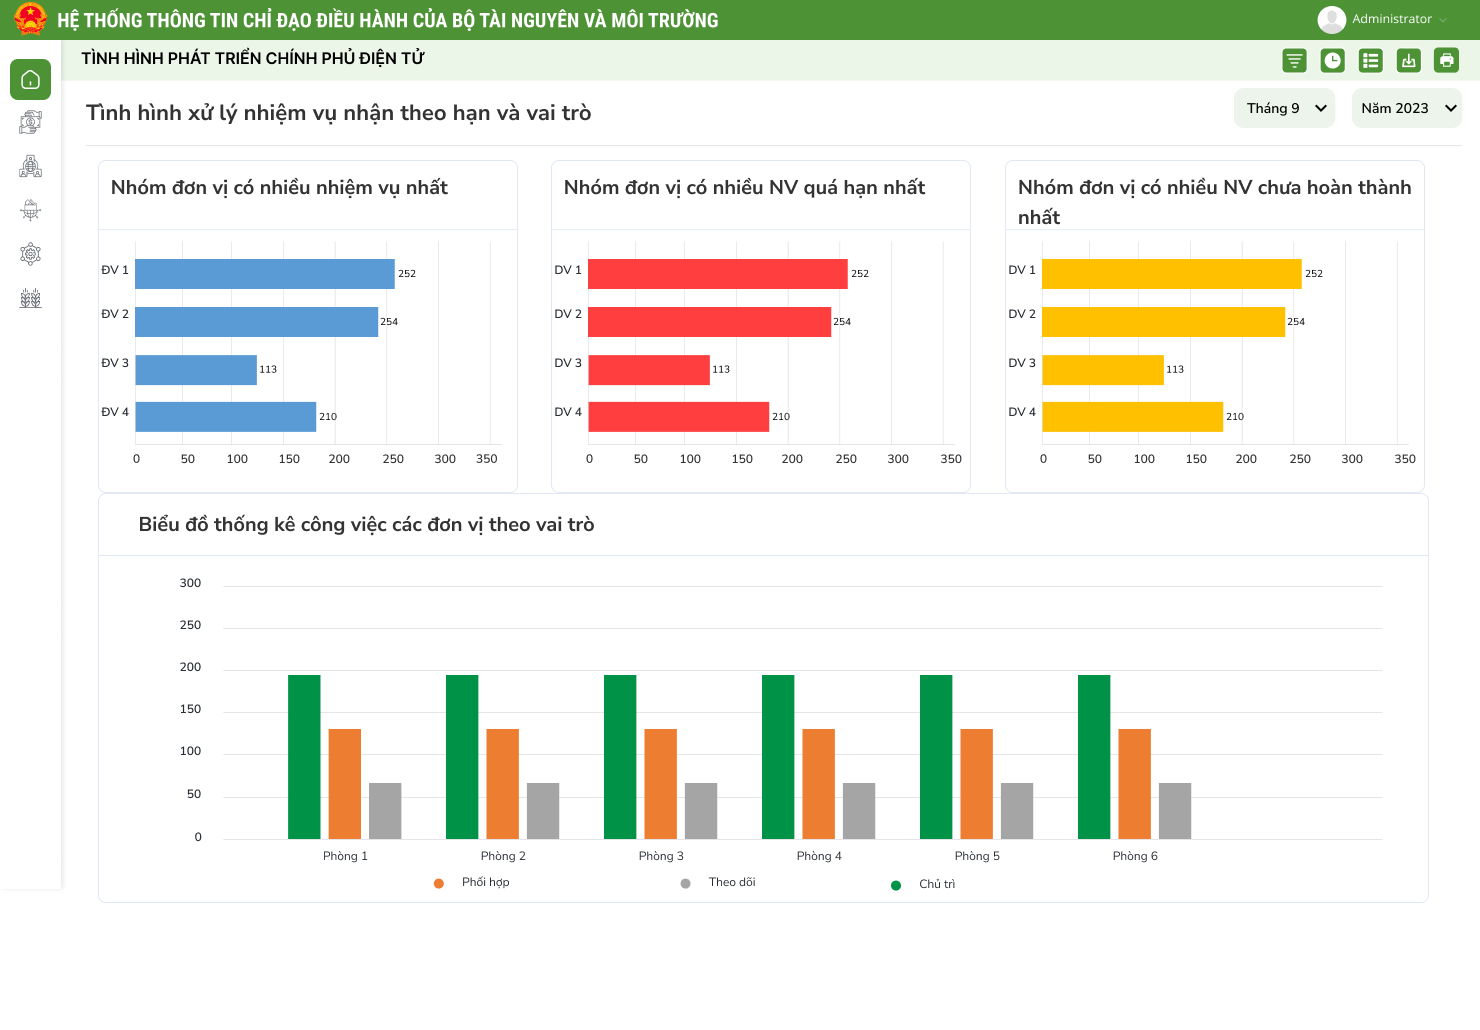 HỆ THỐNG THÔNG TIN CHỈ ĐẠO ĐIỀU HÀNH CỦA BỘ TÀI NGUYÊN VÀ MÔI TRƯỜNG
Administrator
TÌNH HÌNH PHÁT TRIỂN CHÍNH PHỦ ĐIỆN TỬ
Tình hình xử lý nhiệm vụ nhận theo hạn và vai trò
Tháng 9
Năm 2023
Nhóm đơn vị có nhiều nhiệm vụ nhất
ĐV 1
252
ĐV 2
254
ĐV 3
113
ĐV 4
210
0 50 100 150 200 250 300 350
Nhóm đơn vị có nhiều NV quá hạn nhất
DV 1
252
DV 2
254
DV 3
113
DV 4
210
0 50 100 150 200 250 300 350
Nhóm đơn vị có nhiều NV chưa hoàn thành
nhất
DV 1
252
DV 2
254
DV 3
113
DV 4
210
0 50 100 150 200 250 300 350
Biểu đồ thống kê công việc các đơn vị theo vai trò
300
250
200
150
100
50
0
Phòng 1 Phòng 2 Phòng 3 Phòng 4 Phòng 5 Phòng 6
Phối hợp Theo dõi Chủ trì